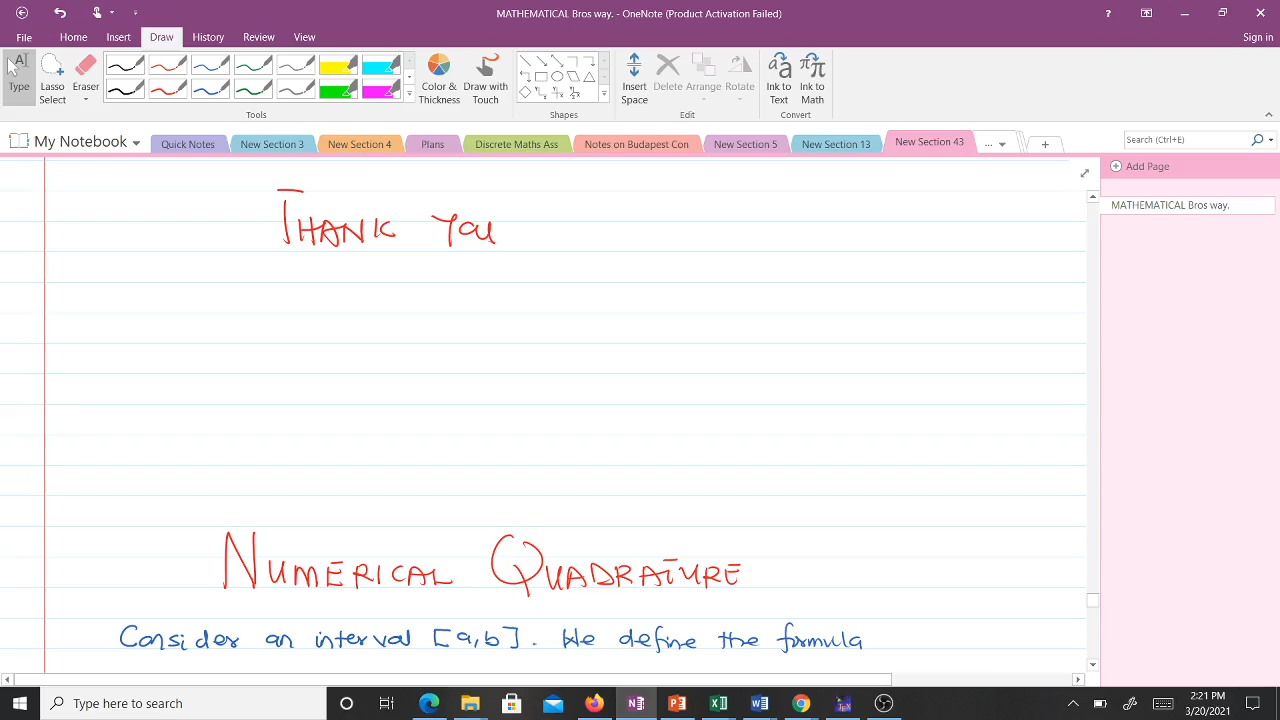 MATHEMATICAL Bros way. - OneNote (Product Activation Failed)
File Home Insert Draw History Review View Sign in
Type Lasso Select Eraser Color & Thickness Draw with Touch Insert Space Delete Arrange Rotate Ink to Text Ink to Math
Tools Shapes Edit Convert
My Notebook Quick Notes New Section 3 New Section 4 Plans Discrete Maths Ass Notes on Budapest Con New Section 5 New Section 13 New Section 43 ... Search (Ctrl+E)
Add Page
MATHEMATICAL Bros way.
THANK YOU
NUMERICAL QUADRATURE
Consider an interval [a,b]. We define the formula
Type here to search
2:21 PM
3/20/2021